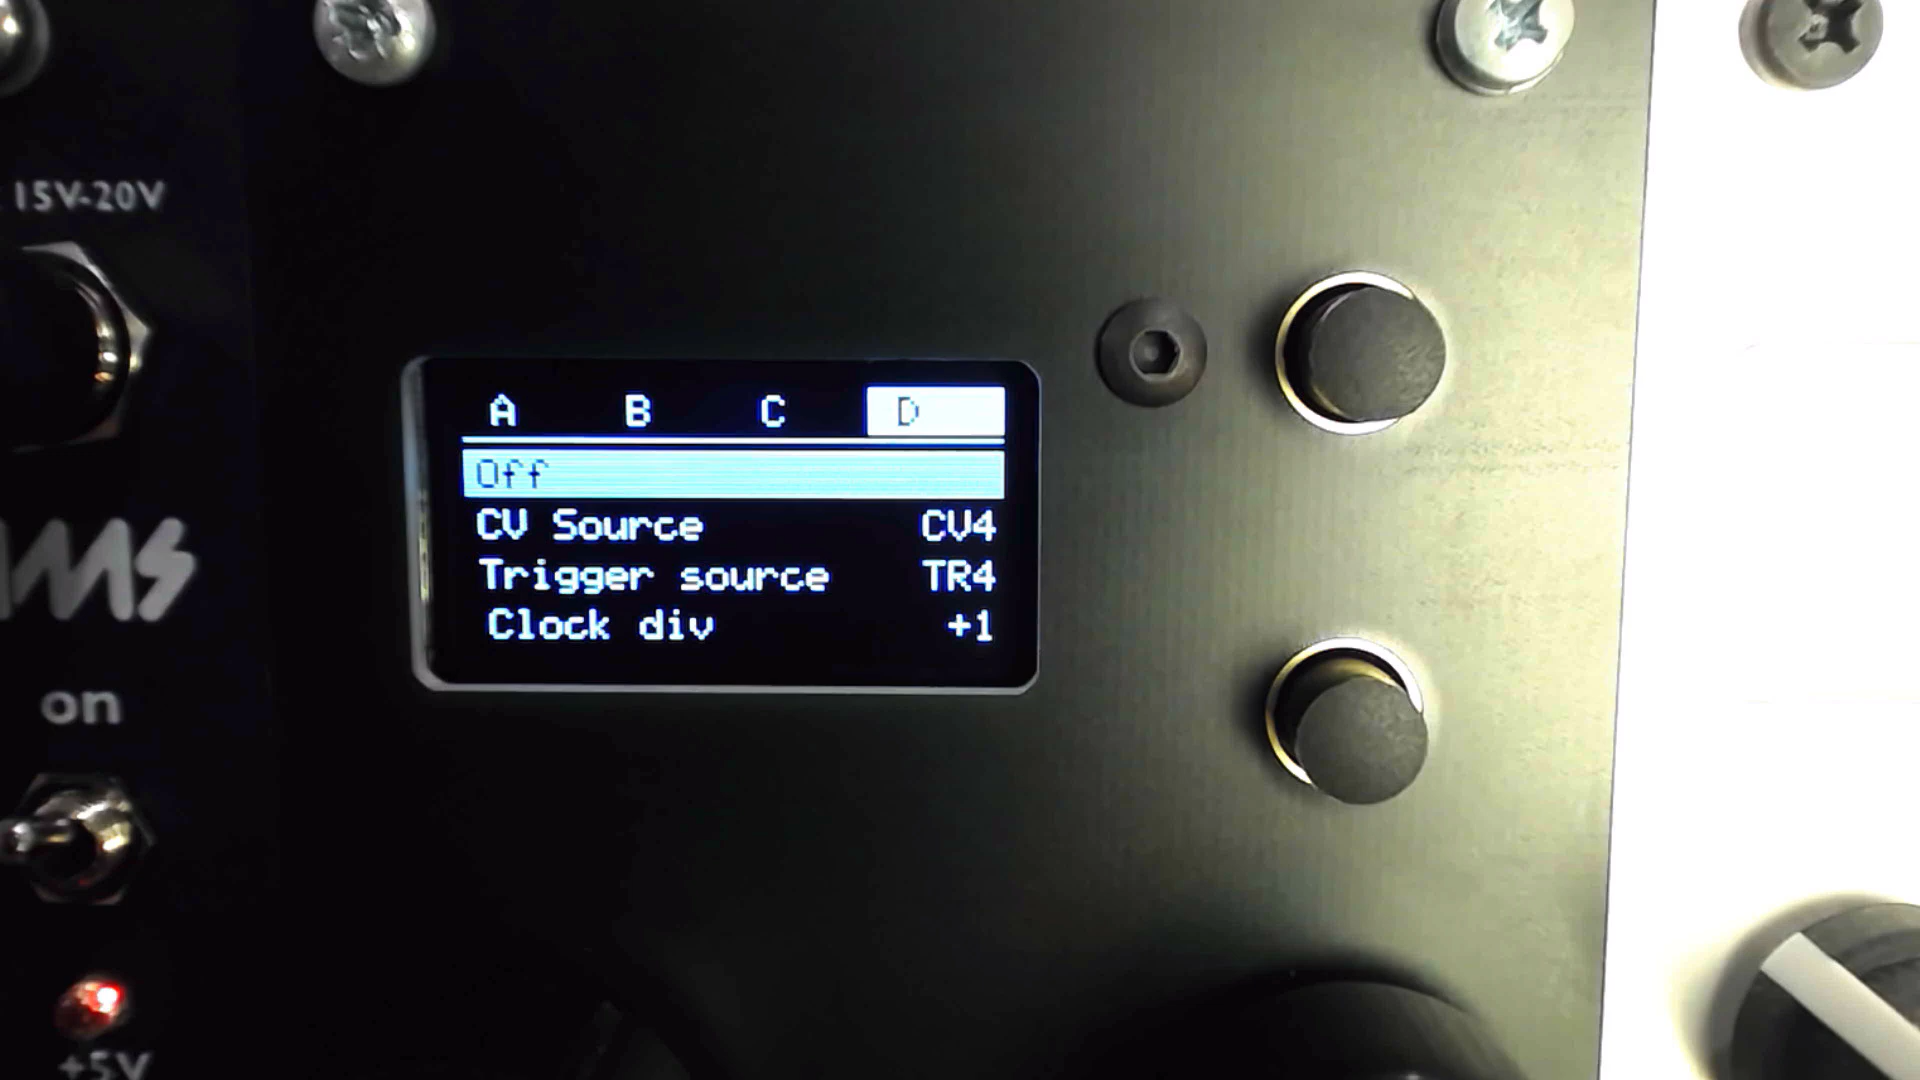 15V-20V
A B C D
Off
CV Source CV4
Trigger source TR4
Clock div +1
on
+5V